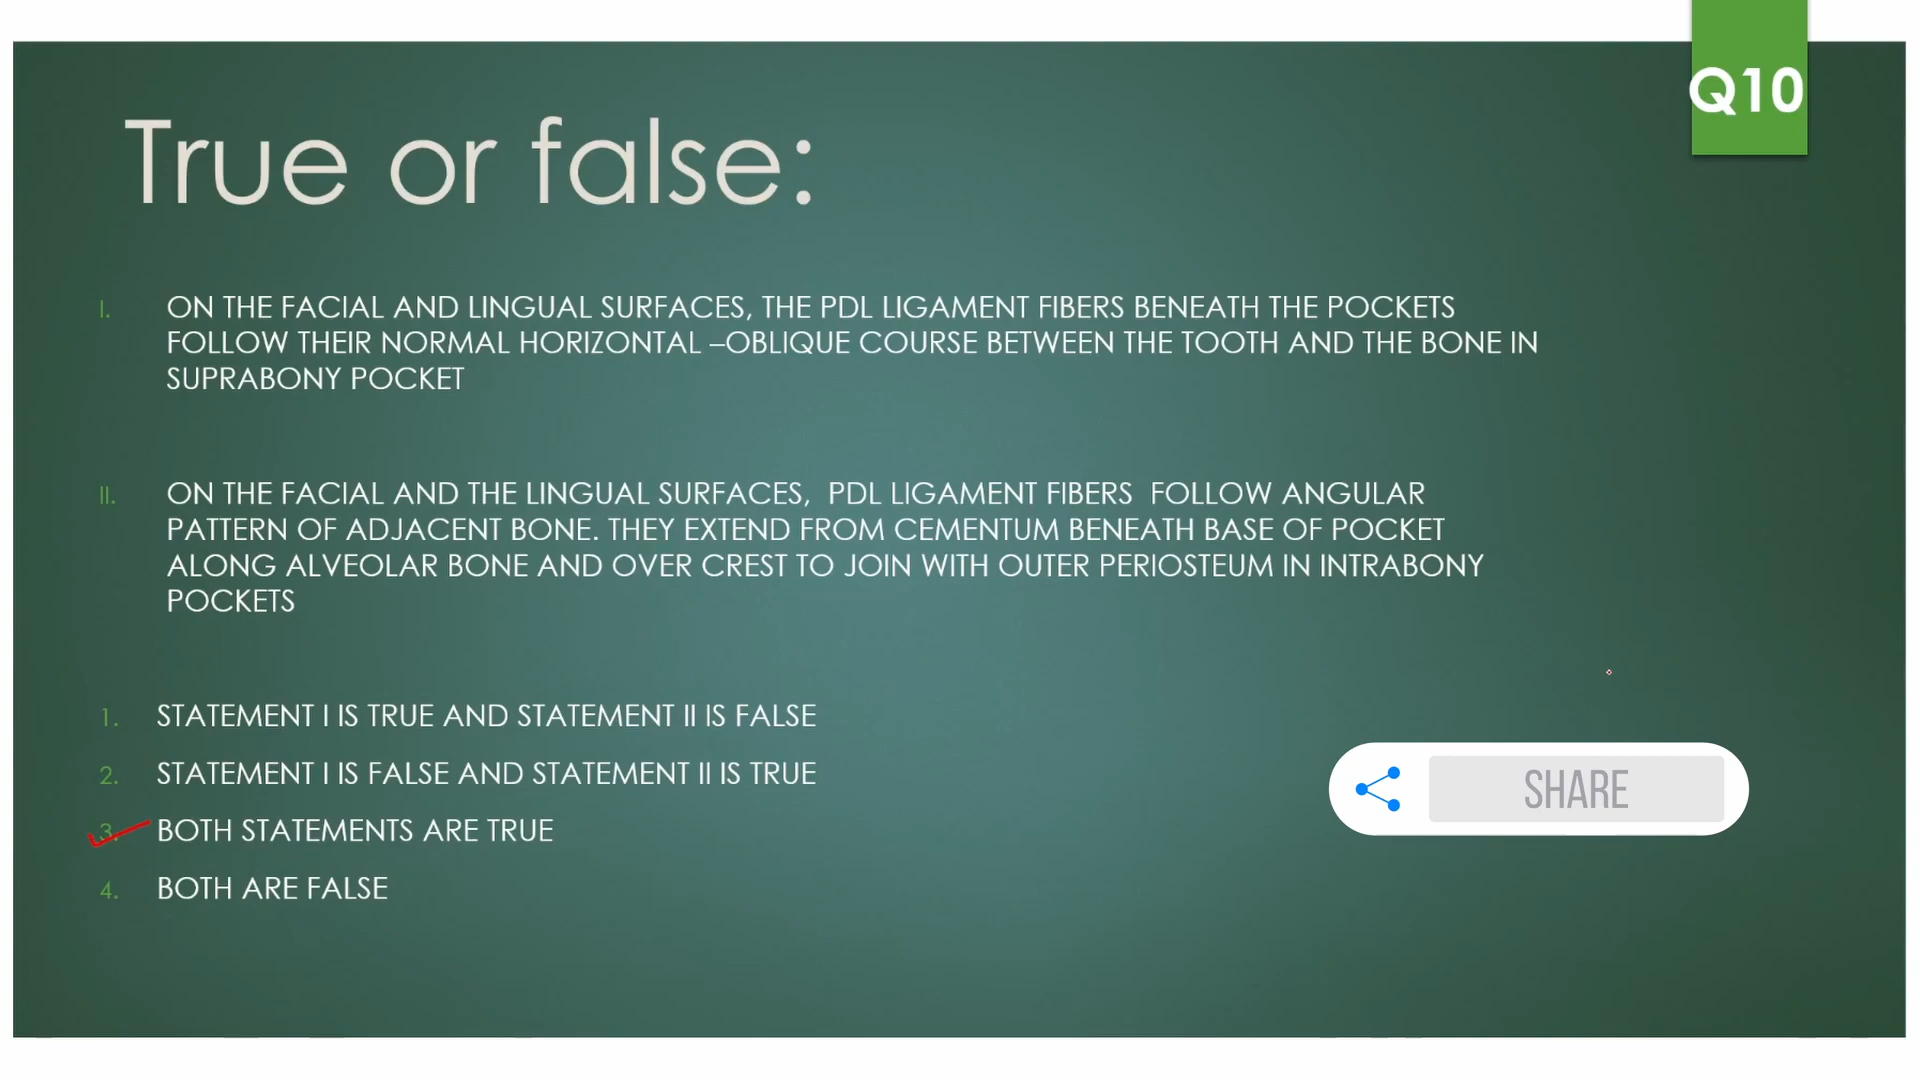 Q10
True or false:
I. ON THE FACIAL AND LINGUAL SURFACES, THE PDL LIGAMENT FIBERS BENEATH THE POCKETS
FOLLOW THEIR NORMAL HORIZONTAL –OBLIQUE COURSE BETWEEN THE TOOTH AND THE BONE IN
SUPRABONY POCKET
II. ON THE FACIAL AND THE LINGUAL SURFACES, PDL LIGAMENT FIBERS FOLLOW ANGULAR
PATTERN OF ADJACENT BONE. THEY EXTEND FROM CEMENTUM BENEATH BASE OF POCKET
ALONG ALVEOLAR BONE AND OVER CREST TO JOIN WITH OUTER PERIOSTEUM IN INTRABONY
POCKETS
1. STATEMENT I IS TRUE AND STATEMENT II IS FALSE
2. STATEMENT I IS FALSE AND STATEMENT II IS TRUE
3. BOTH STATEMENTS ARE TRUE
4. BOTH ARE FALSE
SHARE